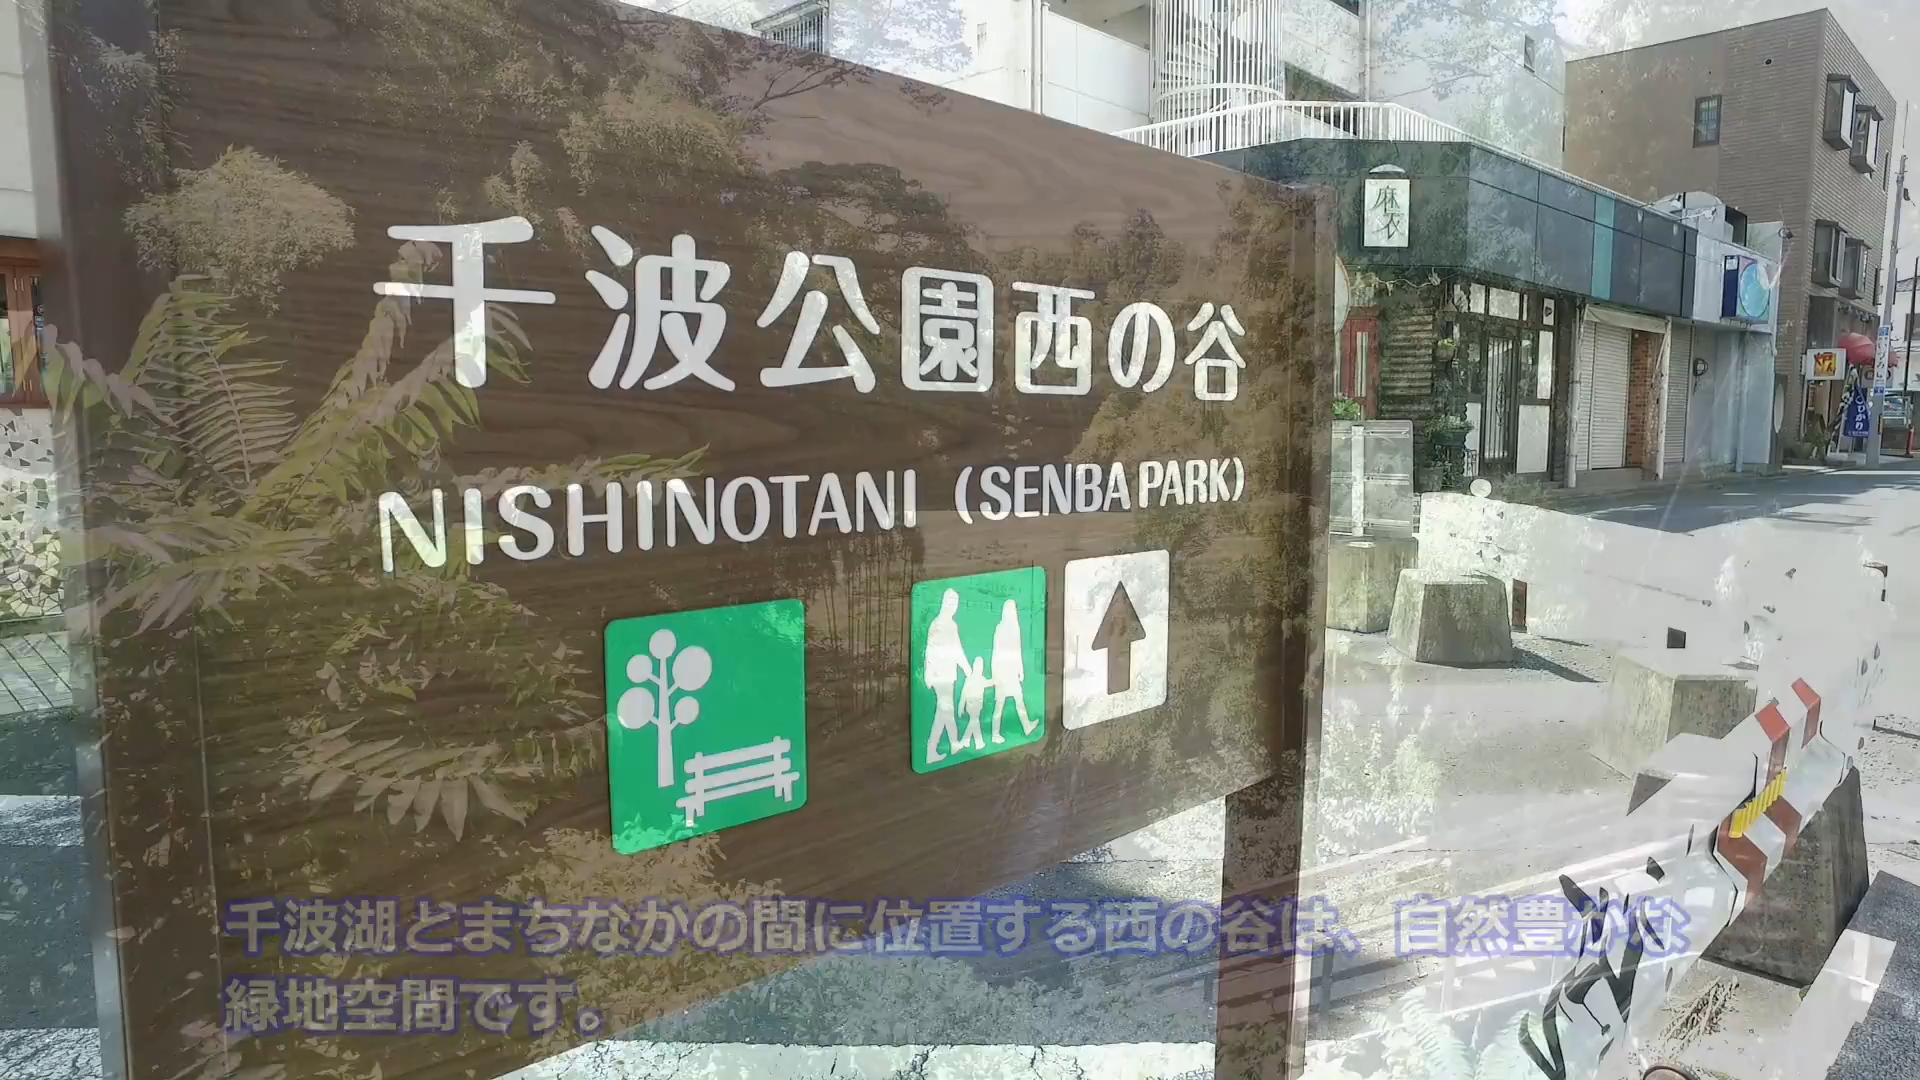 千波公園西の谷
NISHINOTANI (SENBA PARK)
麻衣
千波湖とまちなかの間に位置する西の谷は、自然豊かな
緑地空間です。